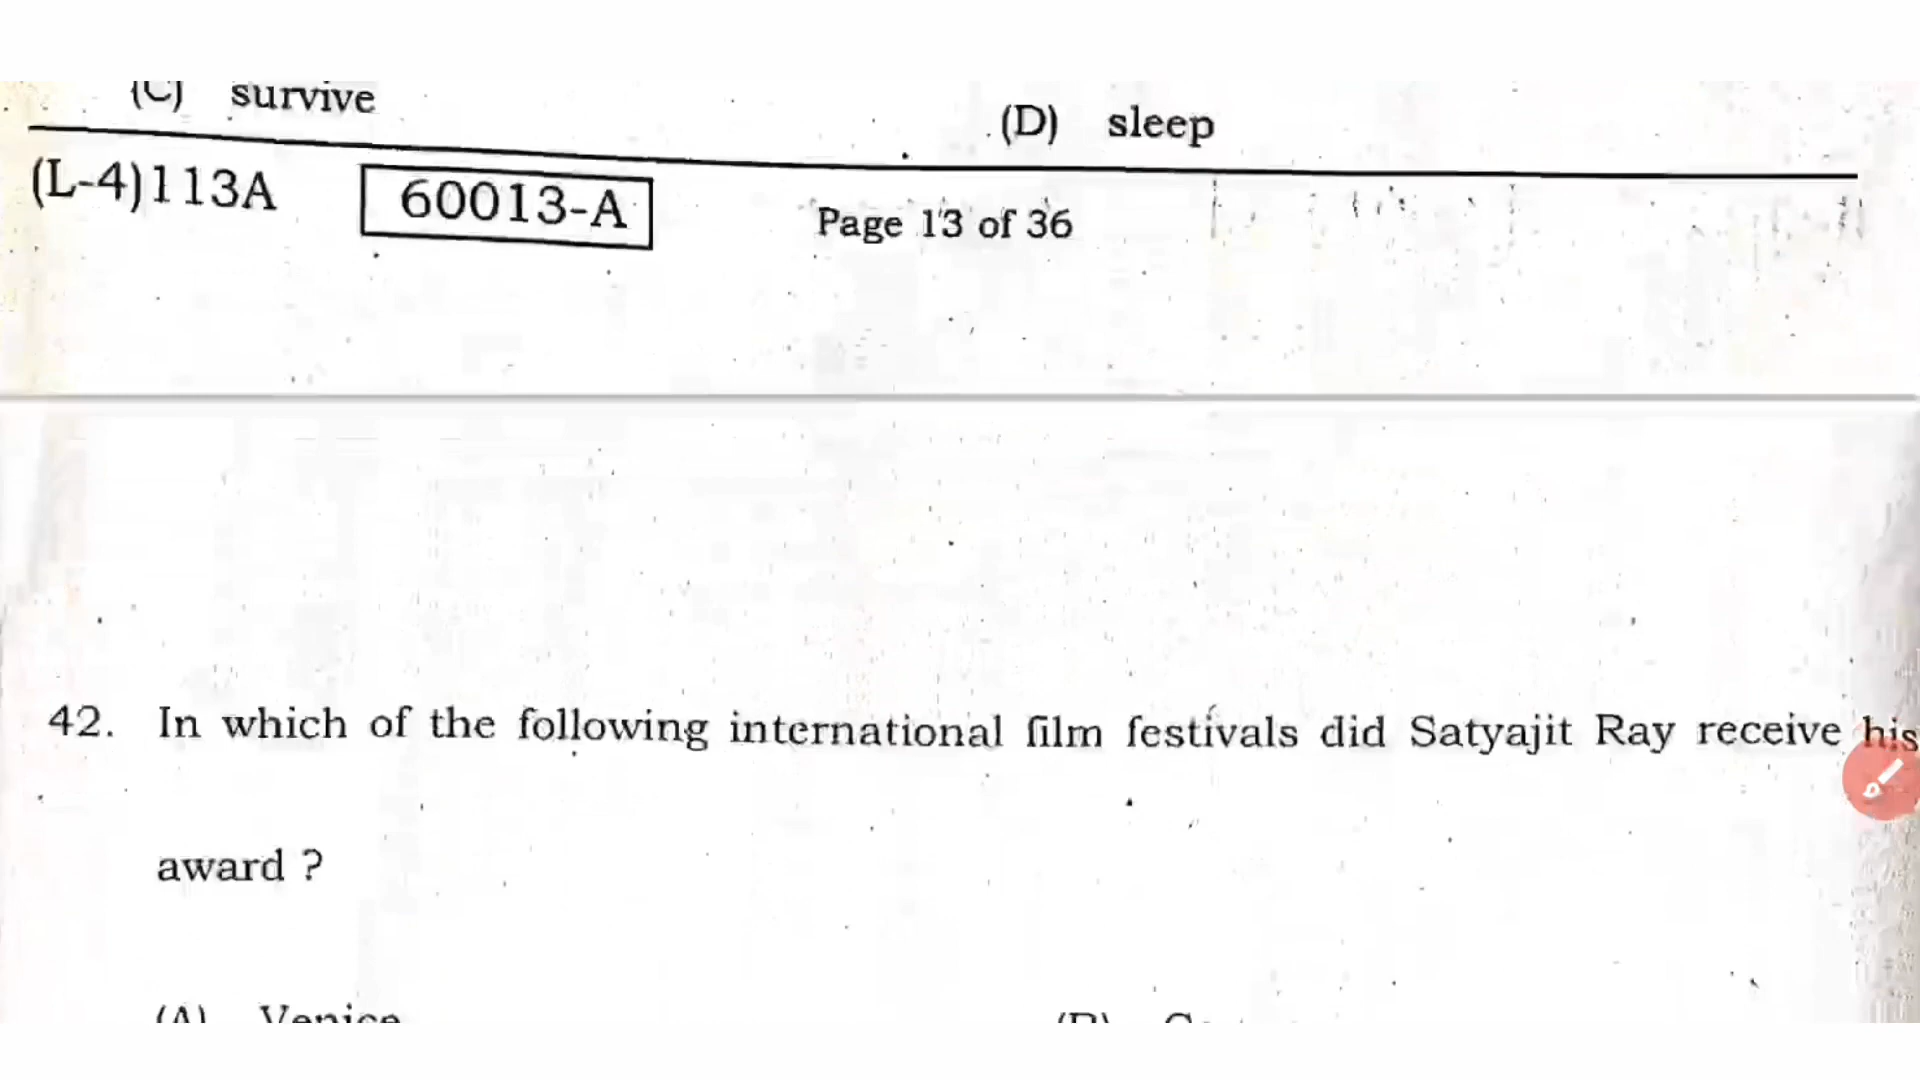 (C) survive
(D) sleep
(L-4)113A 60013-A Page 13 of 36
42. In which of the following international film festivals did Satyajit Ray receive his
award ?
(A) Venice